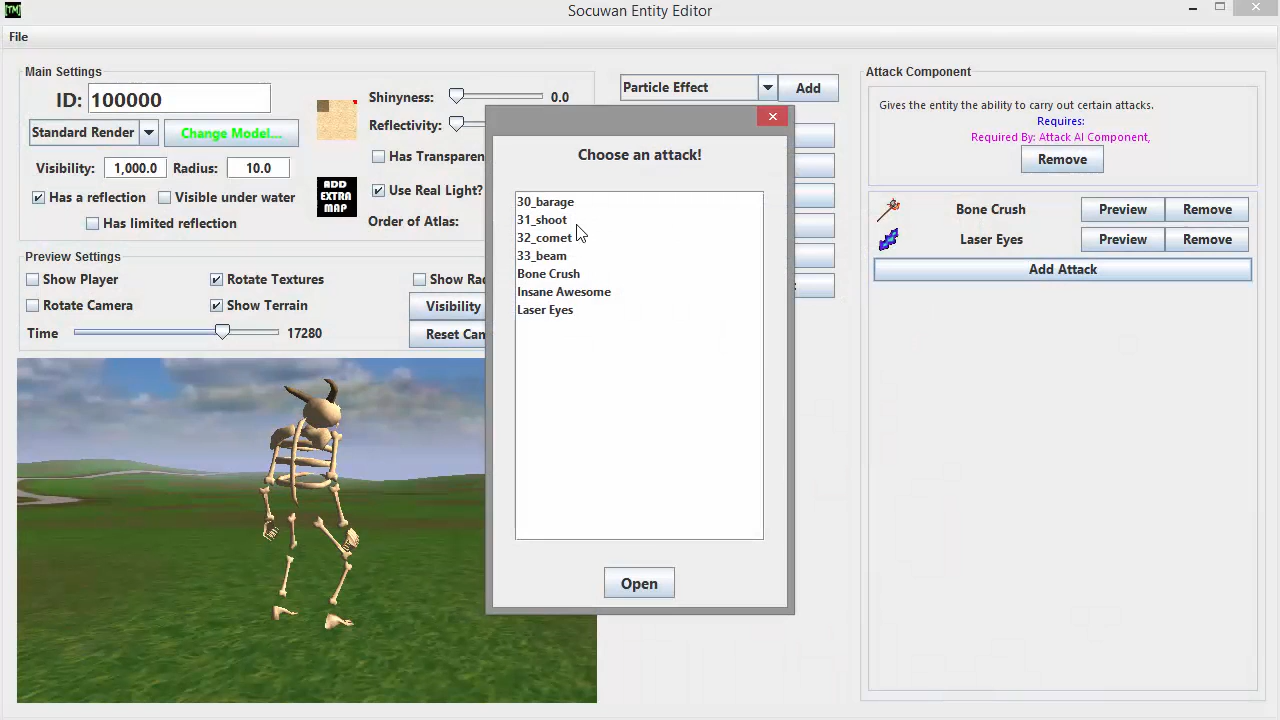 [TM]
Socuwan Entity Editor
File
Main Settings
ID: 100000
Standard Render
Change Model...
Visibility: 1,000.0 Radius: 10.0
Has a reflection Visible under water
Has limited reflection
ADD
EXTRA
MAP
Shinyness: 0.0
Reflectivity:
Has Transparen
Use Real Light?
Order of Atlas:
Particle Effect
Add
Preview Settings
Show Player Rotate Textures
Rotate Camera Show Terrain
Visibility
Time 17280
Reset Can
Choose an attack!
30_barage
31_shoot
32_comet
33_beam
Bone Crush
Insane Awesome
Laser Eyes
Open
Attack Component
Gives the entity the ability to carry out certain attacks.
Requires:
Required By: Attack AI Component,
Remove
Bone Crush Preview Remove
Laser Eyes Preview Remove
Add Attack